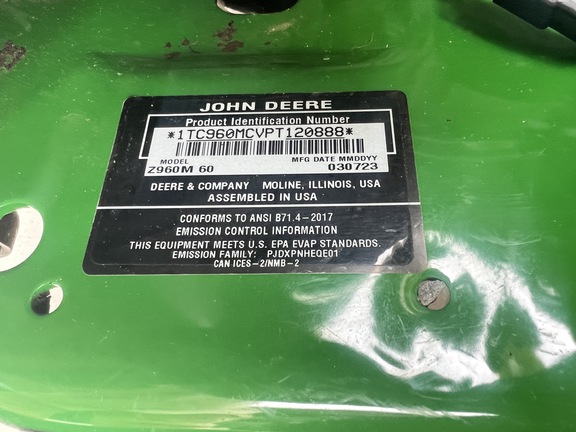 JOHN DEERE
Product Identification Number
*1TC960MCVPT120888*
MODEL MFG DATE MMDDYY
Z960M 60 030723
DEERE & COMPANY MOLINE, ILLINOIS, USA
ASSEMBLED IN USA
CONFORMS TO ANSI B71.4-2017
EMISSION CONTROL INFORMATION
THIS EQUIPMENT MEETS U.S. EPA EVAP STANDARDS.
EMISSION FAMILY: PJDXPNHEQE01
CAN ICES-2/NMB-2